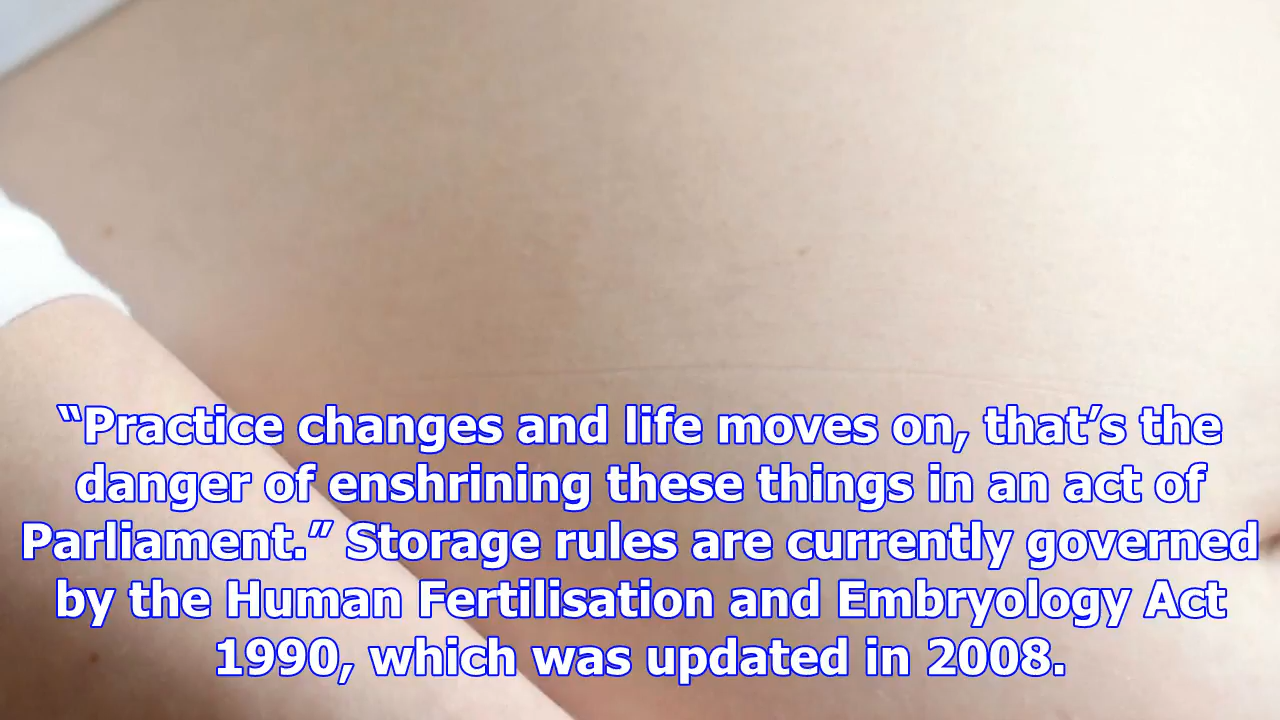 “Practice changes and life moves on, that’s the
danger of enshrining these things in an act of
Parliament.” Storage rules are currently governed
by the Human Fertilisation and Embryology Act
1990, which was updated in 2008.